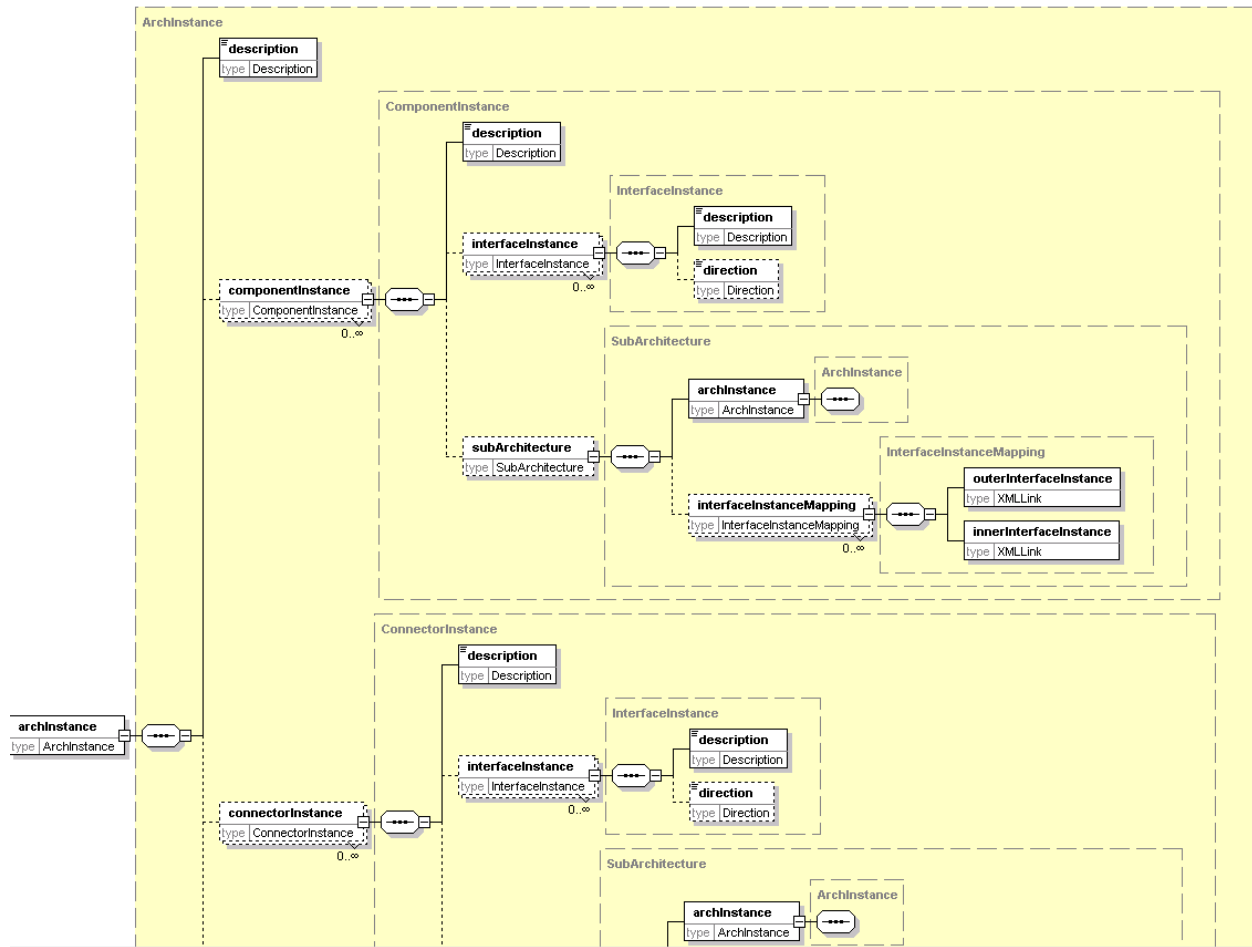 ArchInstance
description
type Description
ComponentInstance
description
type Description
InterfaceInstance
description
type Description
interfaceInstance
type InterfaceInstance
0..∞
direction
type Direction
componentInstance
type ComponentInstance
0..∞
SubArchitecture
ArchInstance
archInstance
type ArchInstance
subArchitecture
type SubArchitecture
InterfaceInstanceMapping
outerInterfaceInstance
type XMLLink
interfaceInstanceMapping
type InterfaceInstanceMapping
0..∞
innerInterfaceInstance
type XMLLink
ConnectorInstance
description
type Description
archInstance
type ArchInstance
InterfaceInstance
description
type Description
interfaceInstance
type InterfaceInstance
0..∞
direction
type Direction
connectorInstance
type ConnectorInstance
0..∞
SubArchitecture
ArchInstance
archInstance
type ArchInstance